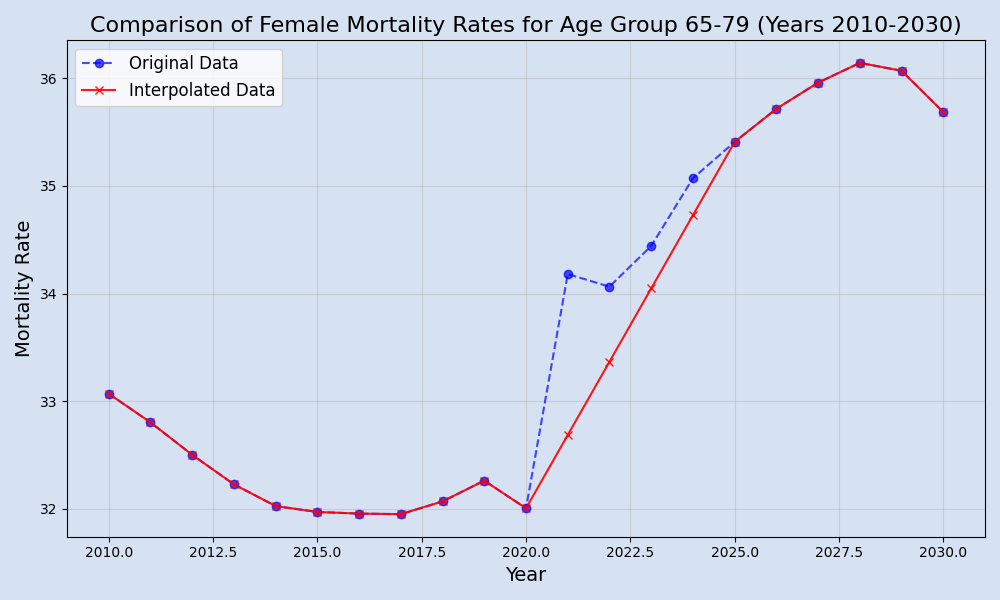 Comparison of Female Mortality Rates for Age Group 65-79 (Years 2010-2030)
Original Data
Interpolated Data
Mortality Rate
36
35
34
33
32
2010.0 2012.5 2015.0 2017.5 2020.0 2022.5 2025.0 2027.5 2030.0
Year